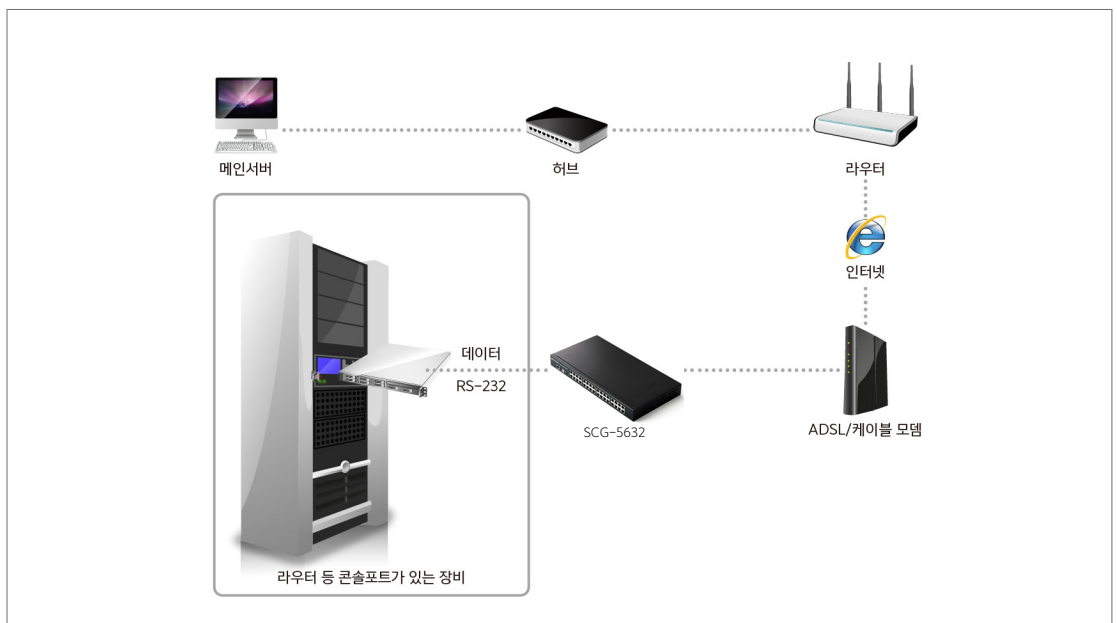 메인서버
허브
라우터
인터넷
데이터
RS-232
SCG-5632
ADSL/케이블 모뎀
라우터 등 콘솔포트가 있는 장비